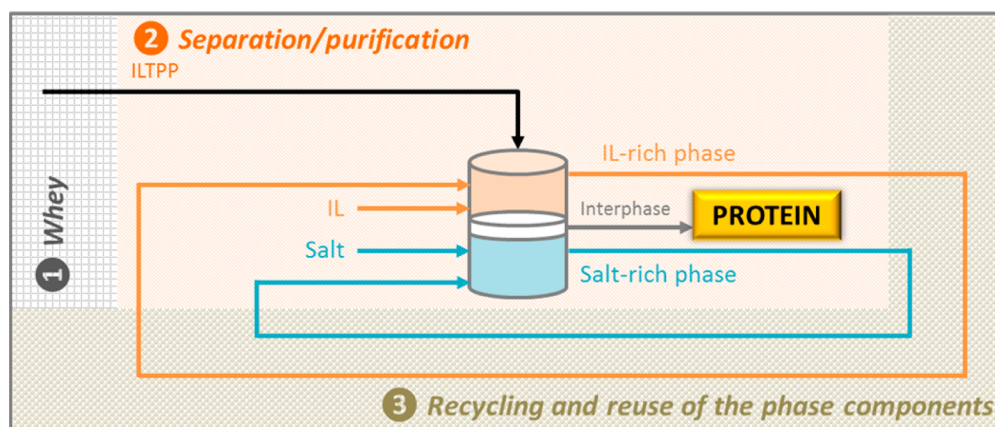 2 Separation/purification
ILTPP
IL-rich phase
IL
Interphase
PROTEIN
Salt
Salt-rich phase
1 Whey
3 Recycling and reuse of the phase components